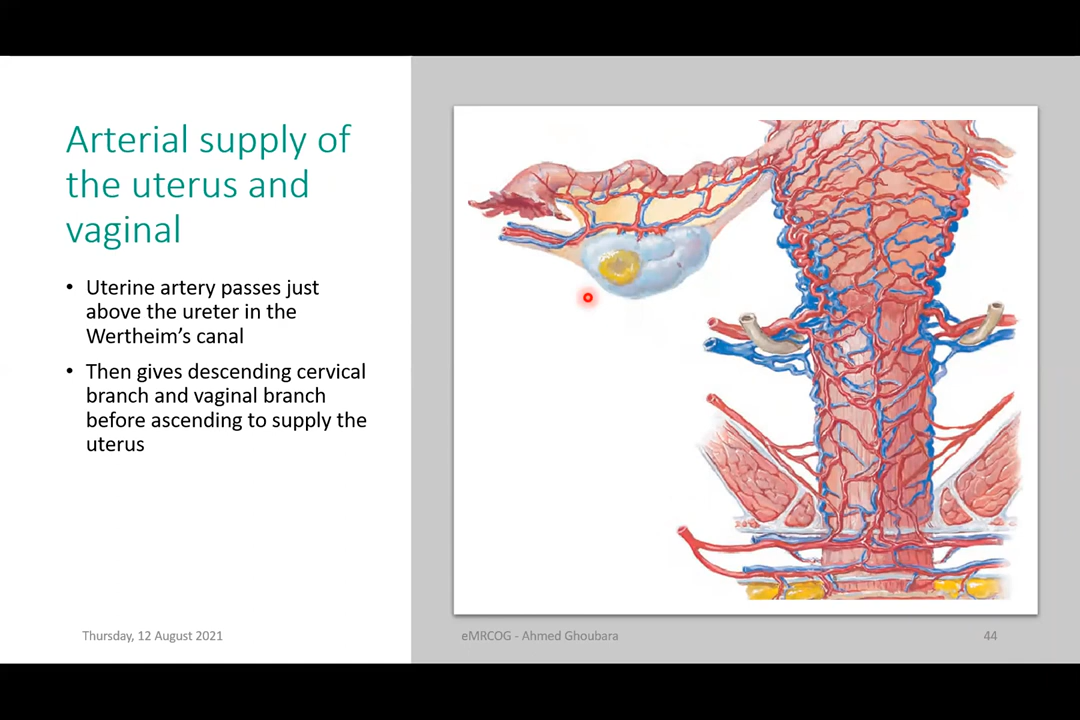 Arterial supply of
the uterus and
vaginal
• Uterine artery passes just
above the ureter in the
Wertheim’s canal
• Then gives descending cervical
branch and vaginal branch
before ascending to supply the
uterus
Thursday, 12 August 2021
eMRCOG - Ahmed Ghoubara
44